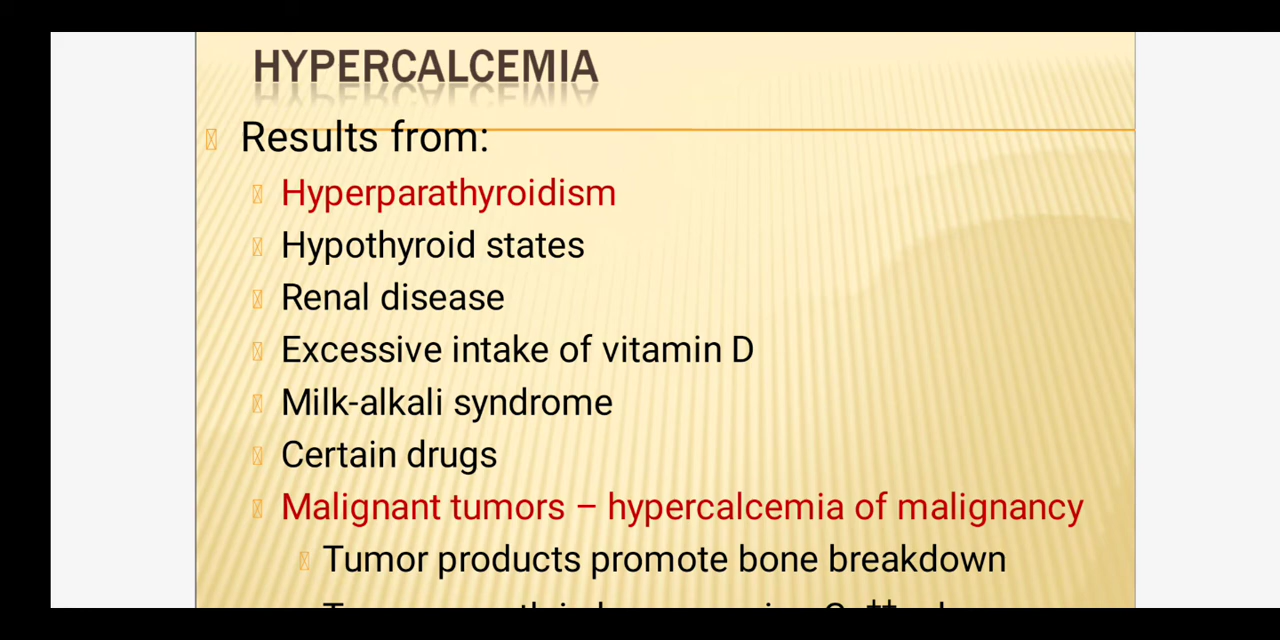 HYPERCALCEMIA
Results from:
Hyperparathyroidism
Hypothyroid states
Renal disease
Excessive intake of vitamin D
Milk-alkali syndrome
Certain drugs
Malignant tumors – hypercalcemia of malignancy
Tumor products promote bone breakdown